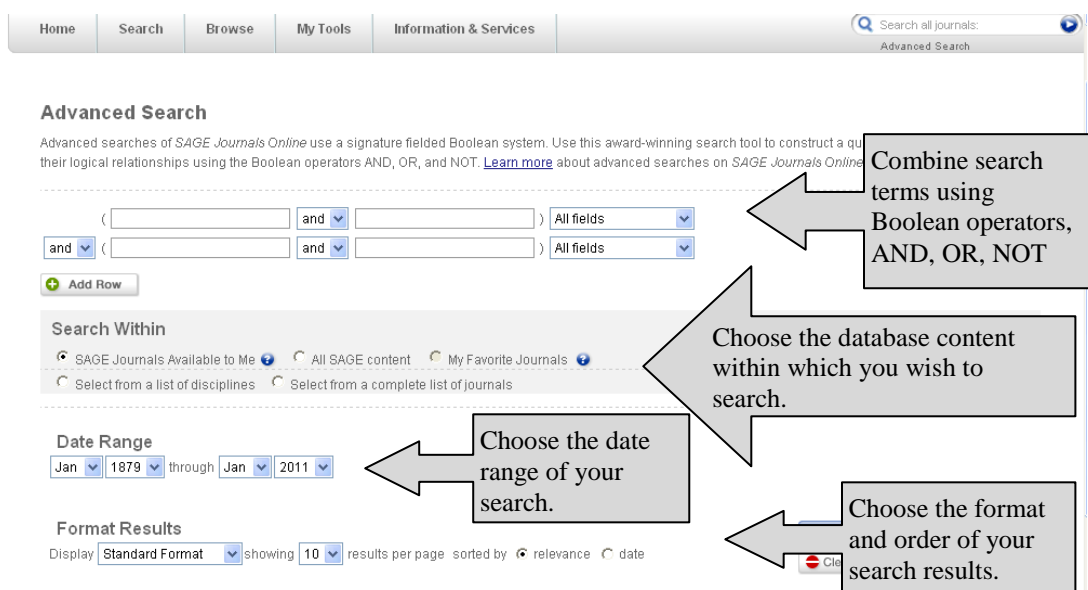 Home Search Browse My Tools Information & Services
Search all journals:
Advanced Search
Advanced Search
Advanced searches of SAGE Journals Online use a signature fielded Boolean system. Use this award-winning search tool to construct a
their logical relationships using the Boolean operators AND, OR, and NOT. Learn more about advanced searches on SAGE Journals Online
Combine search
terms using
Boolean operators,
AND, OR, NOT
( and ) All fields
and ( and ) All fields
Add Row
Search Within
SAGE Journals Available to Me ? All SAGE content My Favorite Journals ?
Select from a list of disciplines Select from a complete list of journals
Choose the database content
within which you wish to
search.
Date Range
Jan 1879 through Jan 2011
Choose the date
range of your
search.
Format Results
Display Standard Format showing 10 results per page sorted by relevance date
Choose the format
and order of your
search results.